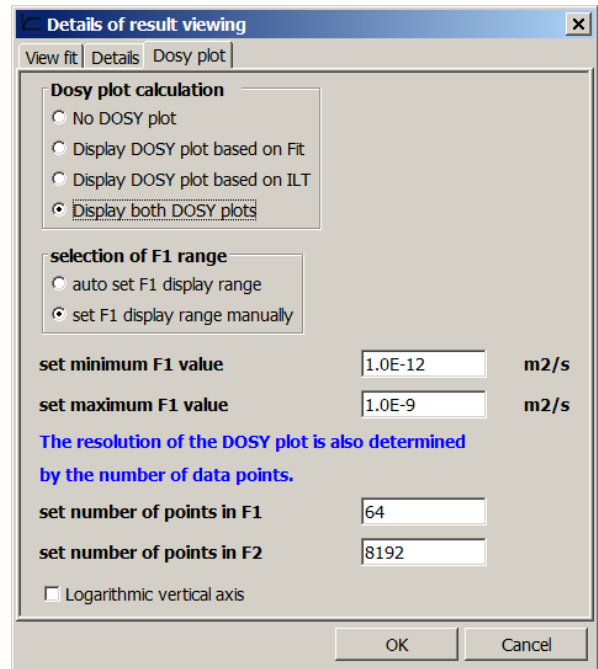 Details of result viewing
View fit Details Dosy plot
Dosy plot calculation
No DOSY plot
Display DOSY plot based on Fit
Display DOSY plot based on ILT
Display both DOSY plots
selection of F1 range
auto set F1 display range
set F1 display range manually
set minimum F1 value 1.0E-12 m2/s
set maximum F1 value 1.0E-9 m2/s
The resolution of the DOSY plot is also determined
by the number of data points.
set number of points in F1 64
set number of points in F2 8192
Logarithmic vertical axis
OK Cancel